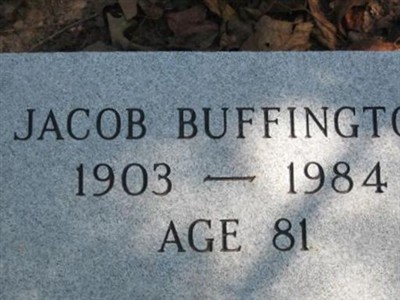 JACOB BUFFINGTO
1903 — 1984
AGE 81